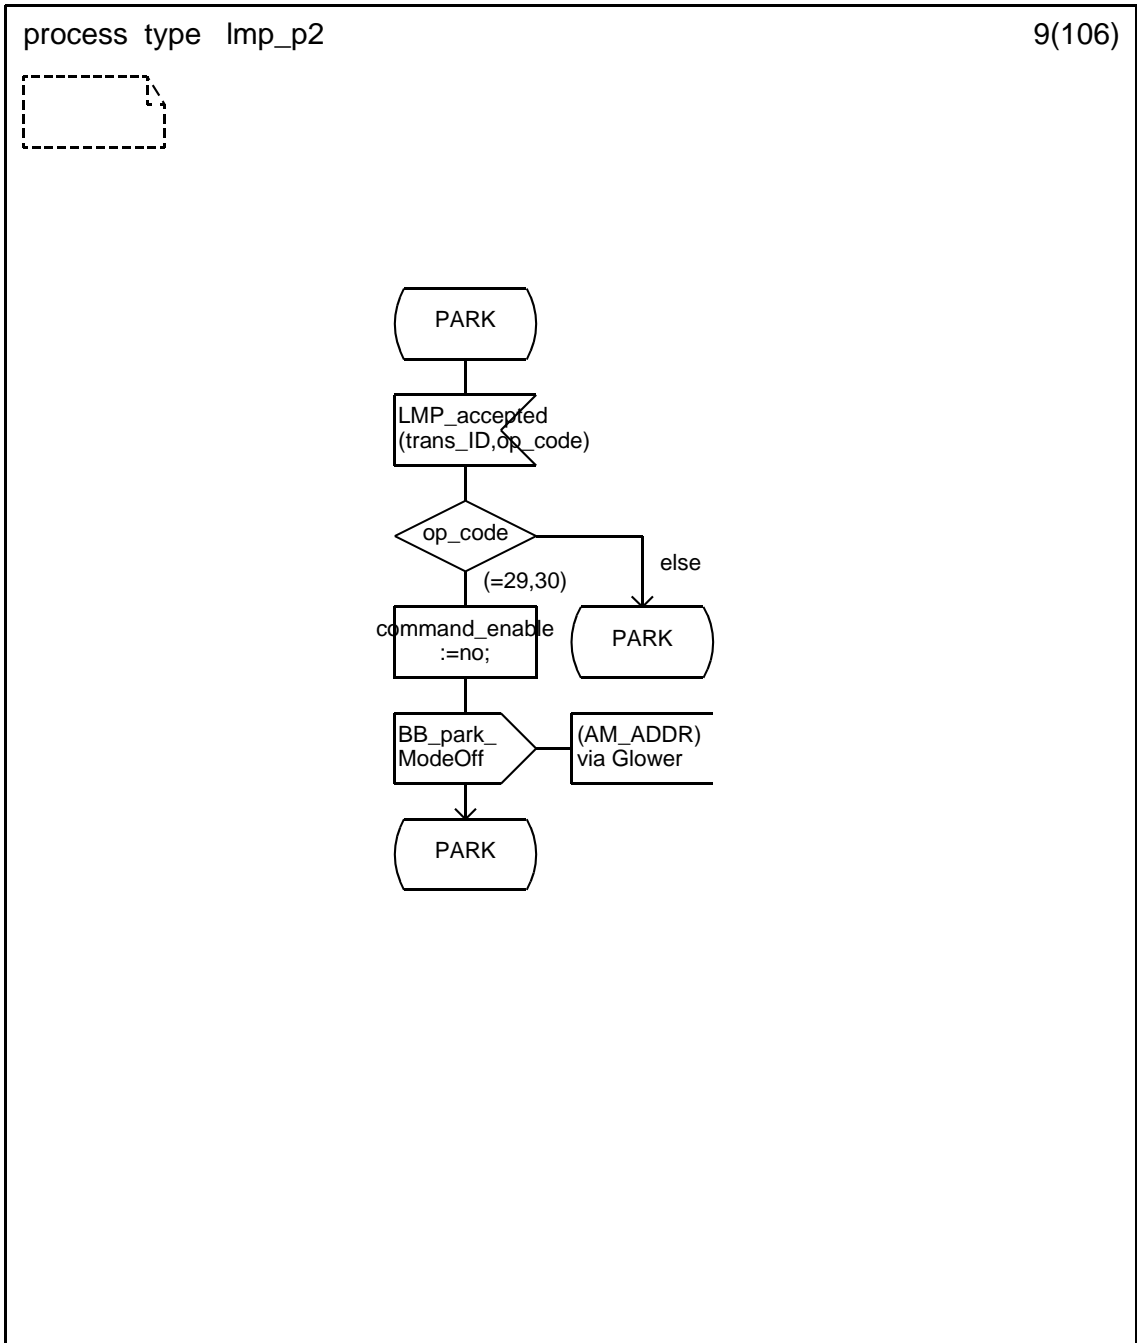 process type lmp_p2
9(106)
PARK
LMP_accepted
(trans_ID,op_code)
op_code
(=29,30)
else
command_enable
:=no;
PARK
BB_park_
ModeOff
(AM_ADDR)
via Glower
PARK